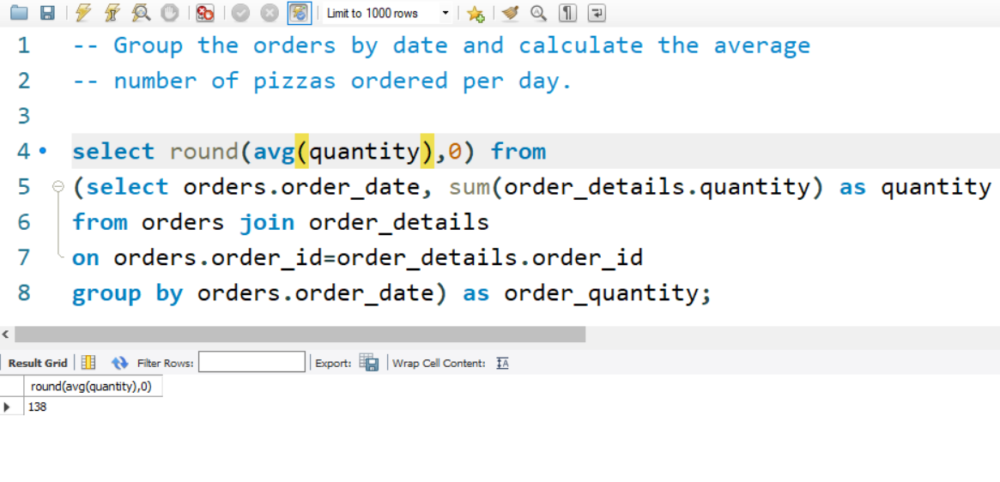 Limit to 1000 rows
1 -- Group the orders by date and calculate the average
2 -- number of pizzas ordered per day.
3
4 select round(avg(quantity),0) from
5 (select orders.order_date, sum(order_details.quantity) as quantity
6 from orders join order_details
7 on orders.order_id=order_details.order_id
8 group by orders.order_date) as order_quantity;
Result Grid Filter Rows: Export: Wrap Cell Content: IA
round(avg(quantity),0)
138